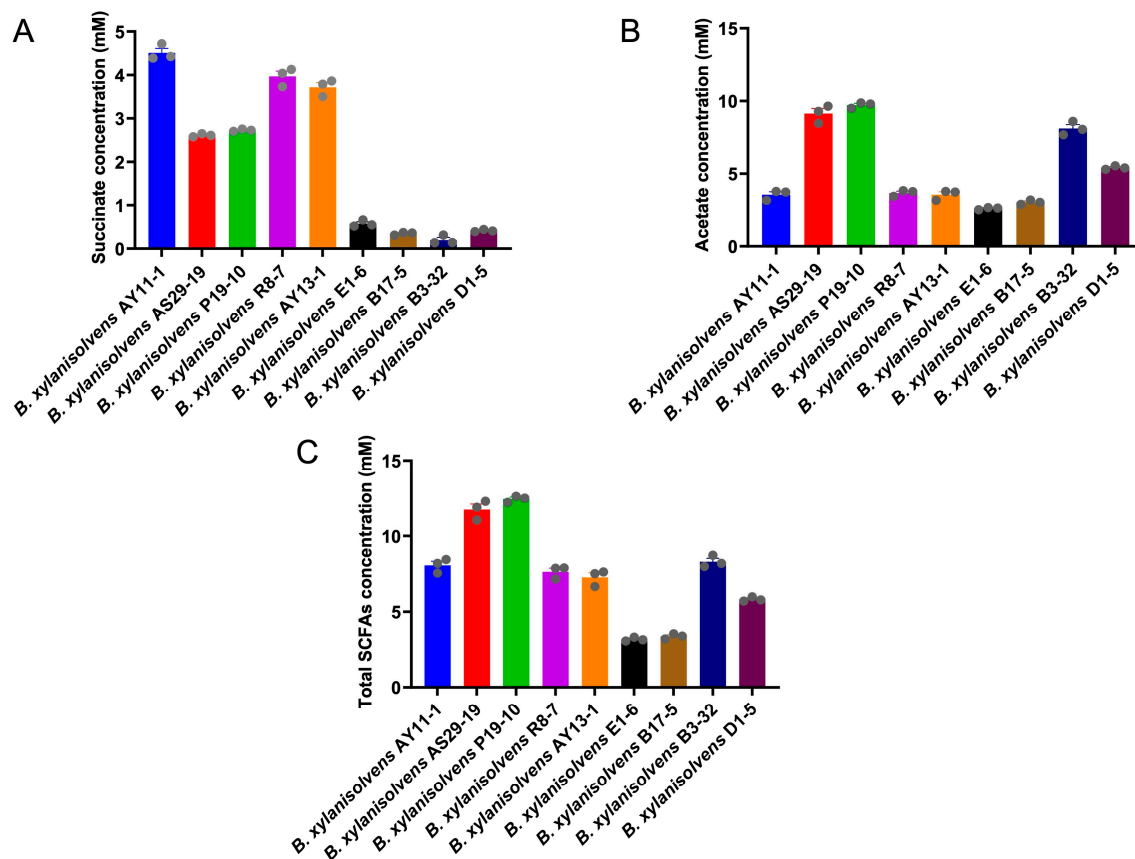 A
Succinate concentration (mM)
5
4
3
2
1
0
B. xylanisolvens AY11-1
B. xylanisolvens AS29-19
B. xylanisolvens P19-10
B. xylanisolvens R8-7
B. xylanisolvens AY13-1
B. xylanisolvens E1-6
B. xylanisolvens B17-5
B. xylanisolvens B3-32
B. xylanisolvens D1-5
B
Acetate concentration (mM)
15
10
5
0
B. xylanisolvens AY11-1
B. xylanisolvens AS29-19
B. xylanisolvens P19-10
B. xylanisolvens R8-7
B. xylanisolvens AY13-1
B. xylanisolvens E1-6
B. xylanisolvens B17-5
B. xylanisolvens B3-32
B. xylanisolvens D1-5
C
Total SCFAs concentration (mM)
15
10
5
0
B. xylanisolvens AY11-1
B. xylanisolvens AS29-19
B. xylanisolvens P19-10
B. xylanisolvens R8-7
B. xylanisolvens AY13-1
B. xylanisolvens E1-6
B. xylanisolvens B17-5
B. xylanisolvens B3-32
B. xylanisolvens D1-5